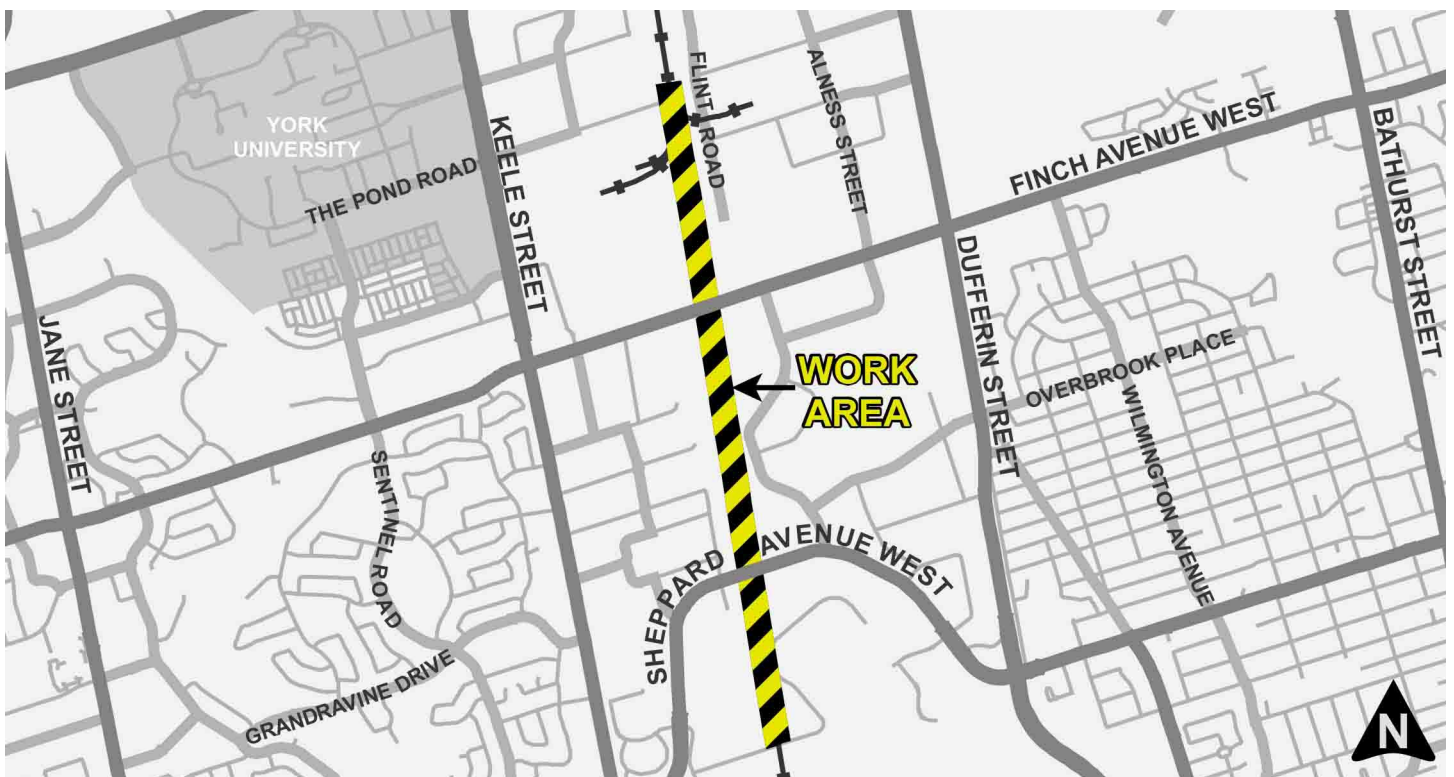 YORK
UNIVERSITY
THE POND ROAD
KEELE STREET
FLINT ROAD
ALNESS STREET
FINCH AVENUE WEST
BATHURST STREET
JANE STREET
DUFFERIN STREET
OVERBROOK PLACE
WORK
AREA
WILMINGTON AVENUE
SENTINEL ROAD
SHEPPARD AVENUE WEST
GRANDRAVINE DRIVE
N